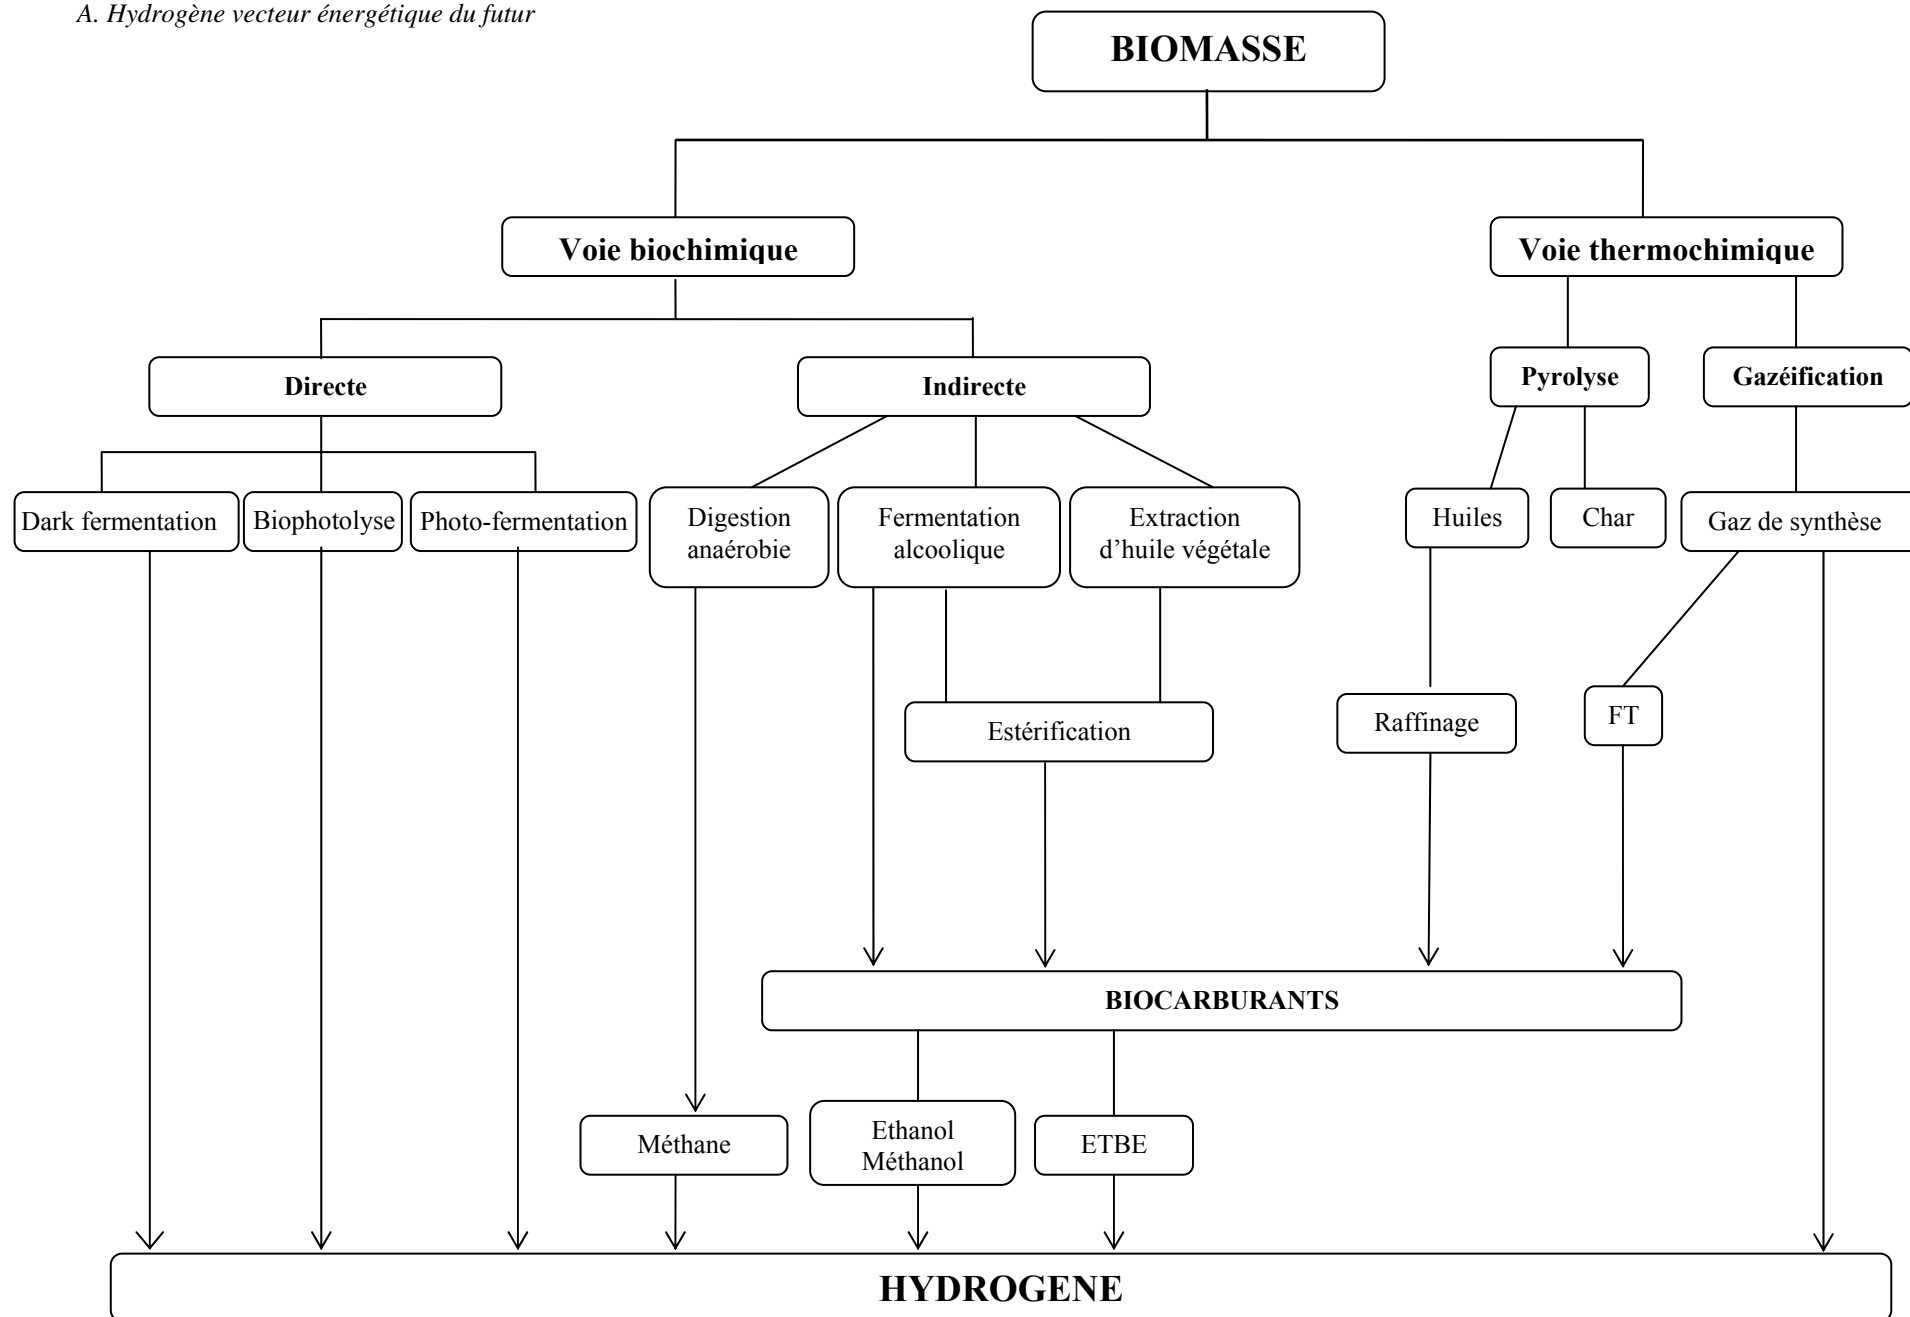 A. Hydrogène vecteur énergétique du futur
BIOMASSE
Voie biochimique
Voie thermochimique
Directe
Indirecte
Pyrolyse
Gazéification
Dark fermentation
Biophotolyse
Photo-fermentation
Digestion
anaérobie
Fermentation
alcoolique
Extraction
d’huile végétale
Huiles
Char
Gaz de synthèse
Estérification
Raffinage
FT
BIOCARBURANTS
Méthane
Ethanol
Méthanol
ETBE
HYDROGENE